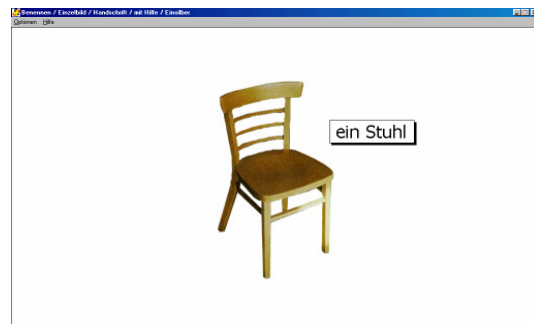 Benennen / Einzelbild / Handschrift / mit Hilfe / Einsilber
Optionen Hilfe
ein Stuhl